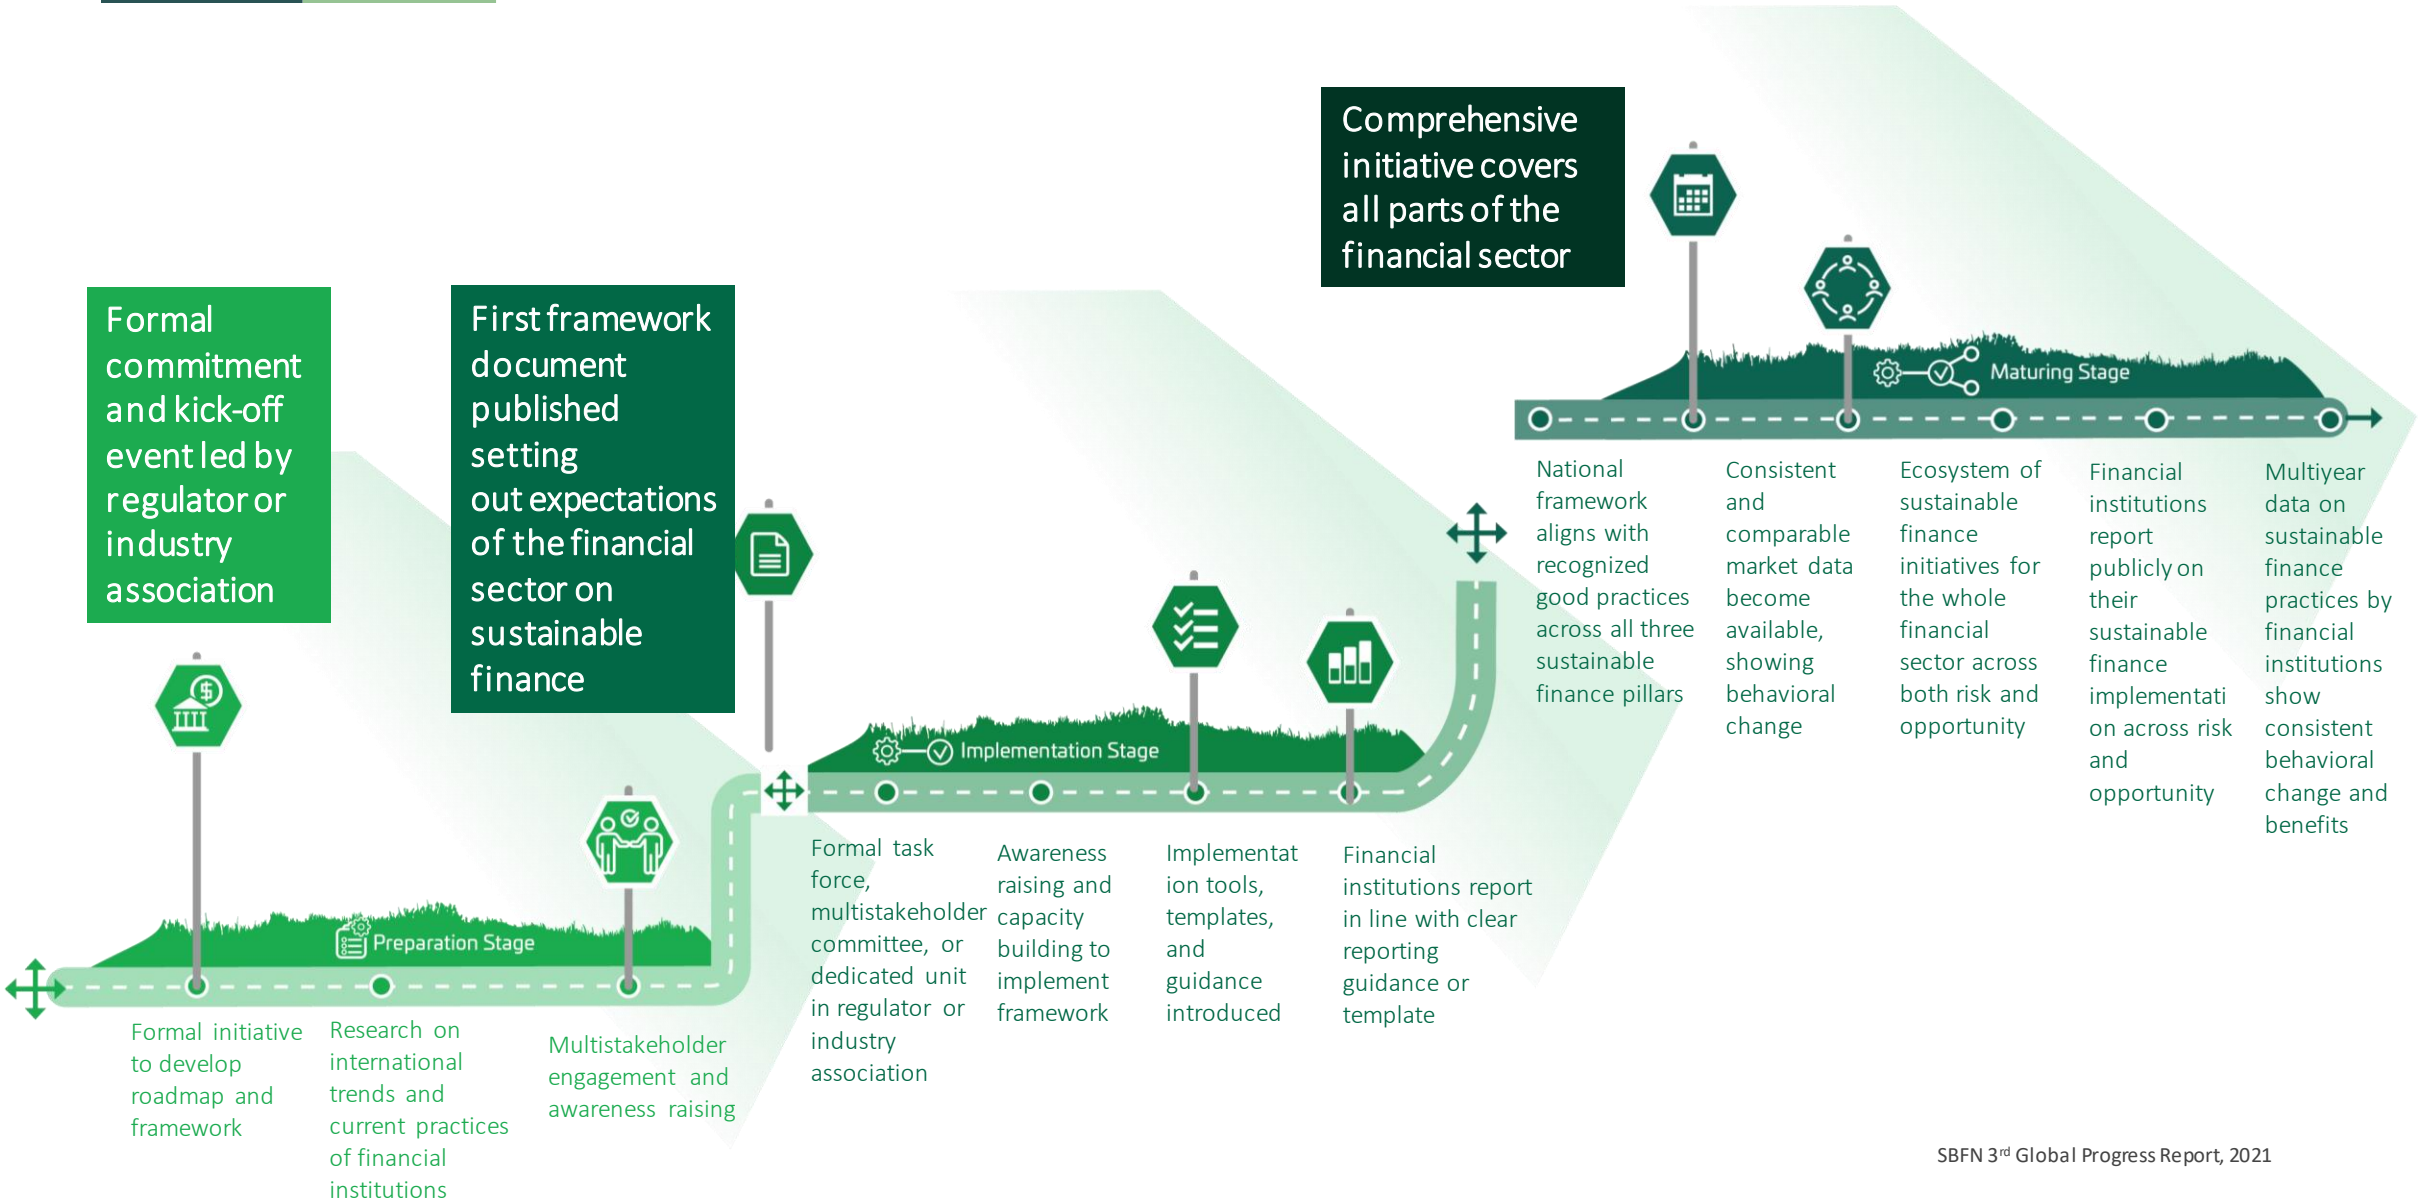 Formal
commitment
and kick-off
event led by
regulator or
industry
association
First framework
document
published
setting
out expectations
of the financial
sector on
sustainable
finance
Comprehensive
initiative covers
all parts of the
financial sector
Preparation Stage
Formal initiative
to develop
roadmap and
framework
Research on
international
trends and
current practices
of financial
institutions
Multistakeholder
engagement and
awareness raising
Implementation Stage
Formal task
force,
multistakeholder
committee, or
dedicated unit
in regulator or
industry
association
Awareness
raising and
capacity
building to
implement
framework
Implementat
ion tools,
templates,
and
guidance
introduced
Financial
institutions report
in line with clear
reporting
guidance or
template
Maturing Stage
National
framework
aligns with
recognized
good practices
across all three
sustainable
finance pillars
Consistent
and
comparable
market data
become
available,
showing
behavioral
change
Ecosystem of
sustainable
finance
initiatives for
the whole
financial
sector across
both risk and
opportunity
Financial
institutions
report
publicly on
their
sustainable
finance
implementati
on across risk
and
opportunity
Multiyear
data on
sustainable
finance
practices by
financial
institutions
show
consistent
behavioral
change and
benefits
SBFN 3rd Global Progress Report, 2021